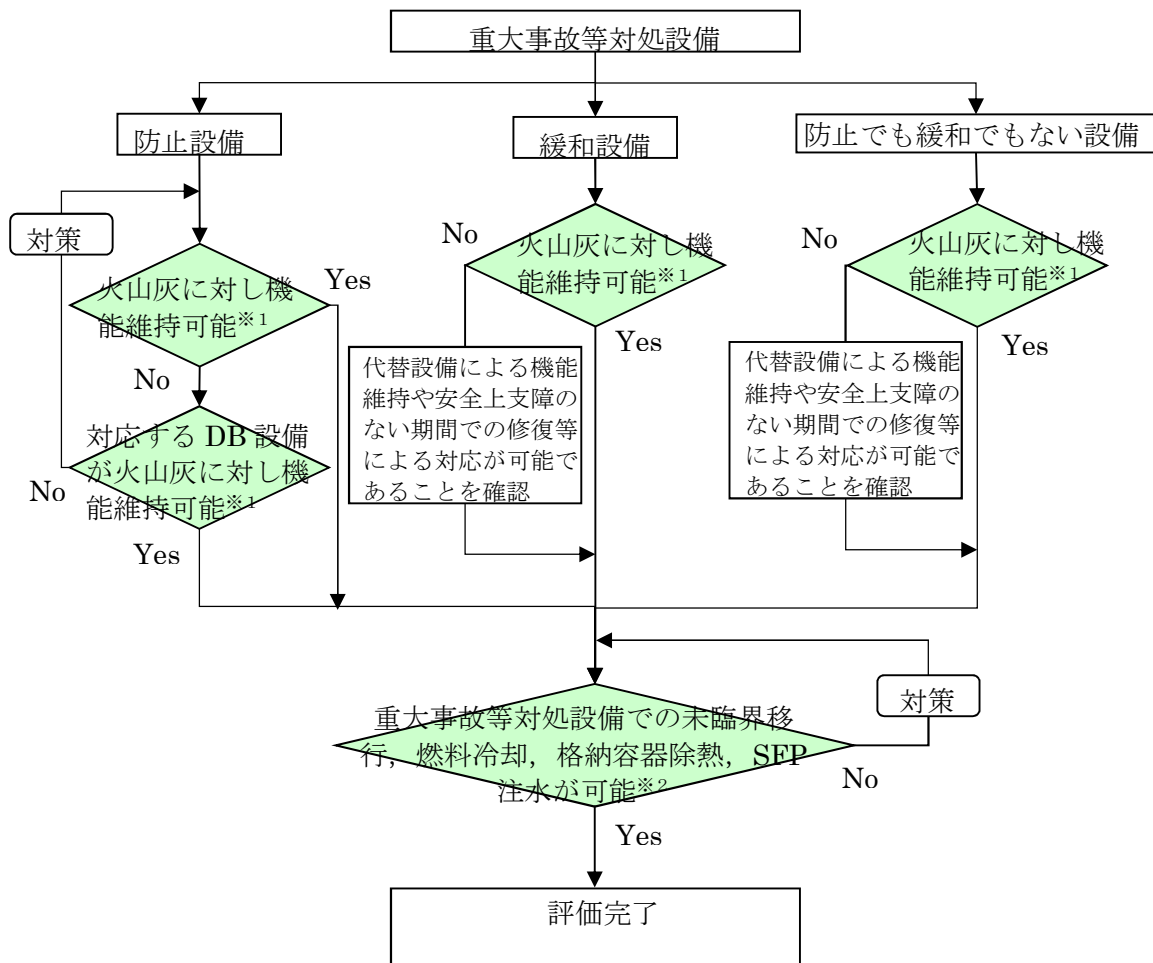 重大事故等対処設備
防止設備
緩和設備
防止でも緩和でもない設備
対策
火山灰に対し機
能維持可能※1
Yes
No
対応する DB 設備
が火山灰に対し機
能維持可能※1
No
Yes
No
火山灰に対し機
能維持可能※1
Yes
代替設備による機能
維持や安全上支障の
ない期間での修復等
による対応が可能で
あることを確認
No
火山灰に対し機
能維持可能※1
Yes
代替設備による機能
維持や安全上支障の
ない期間での修復等
による対応が可能で
あることを確認
対策
重大事故等対処設備での未臨界移
行，燃料冷却，格納容器除熱，SFP
注水が可能※2
No
Yes
評価完了